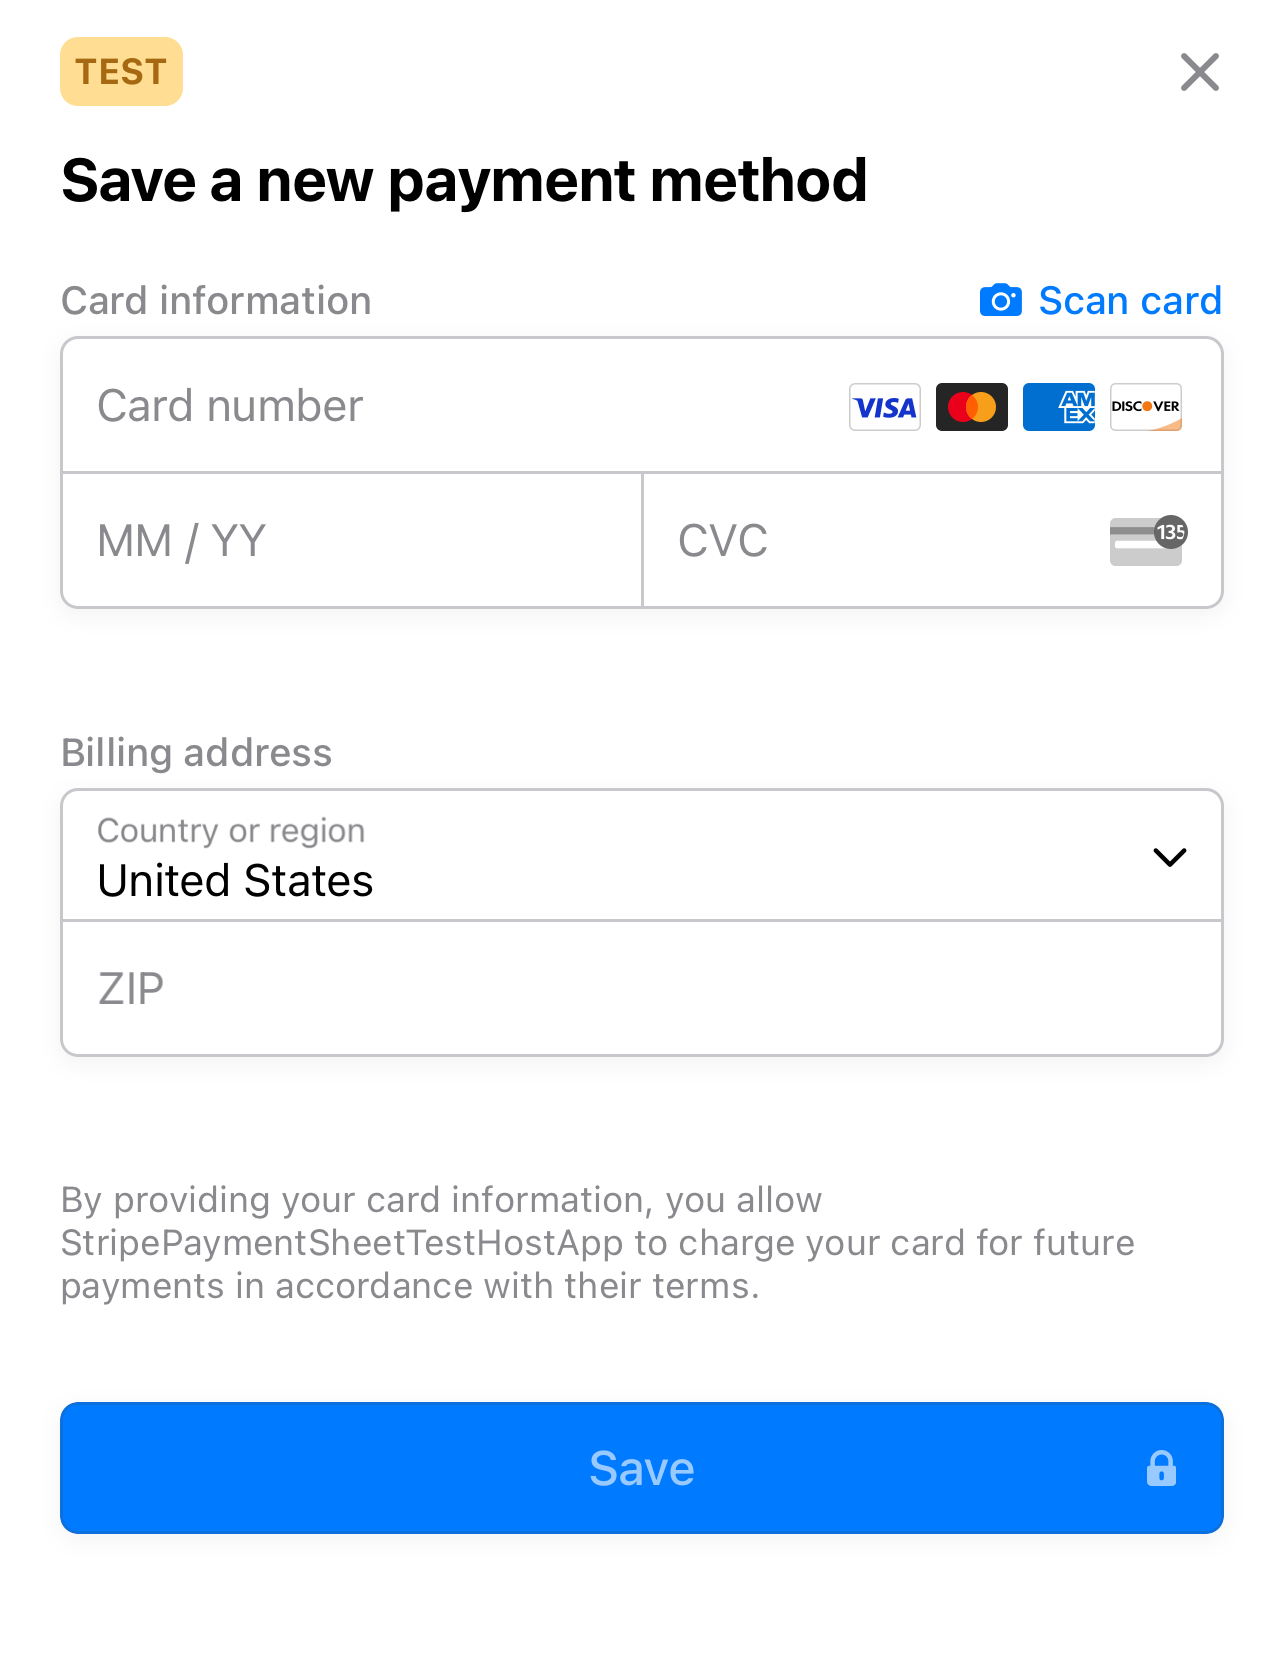 TEST
Save a new payment method
Card information
Scan card
Card number
VISA
AM
EX
DISCOVER
MM / YY
CVC
135
Billing address
Country or region
United States
ZIP
By providing your card information, you allow
StripePaymentSheetTestHostApp to charge your card for future
payments in accordance with their terms.
Save